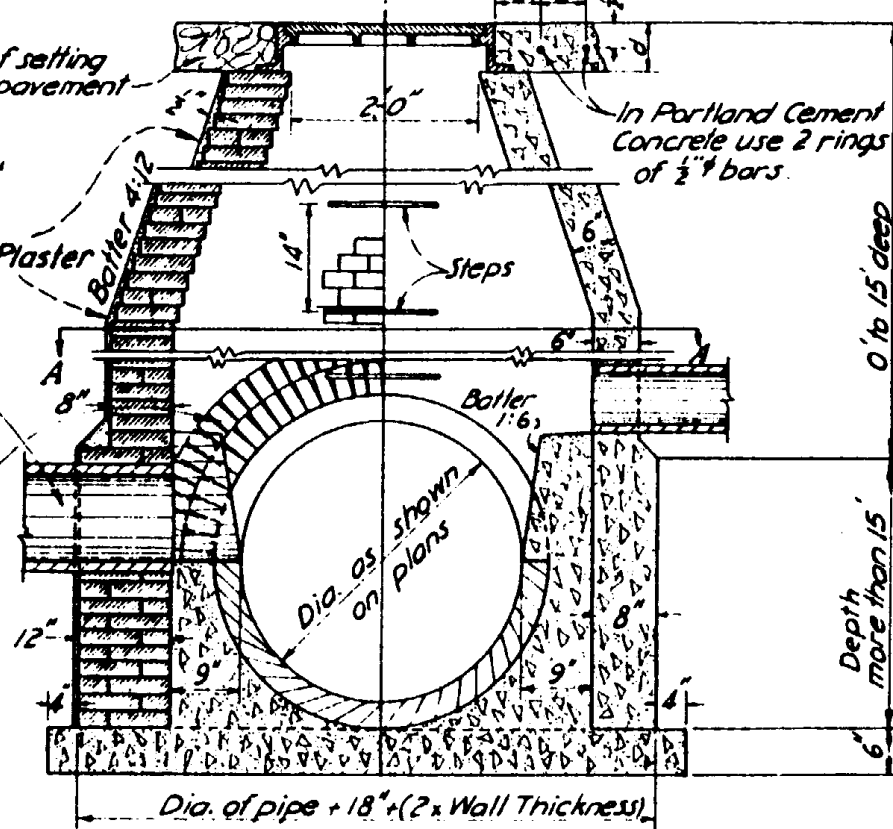 f setting
pavement
2'-0"
In Portland Cement
Concrete use 2 rings
of ½"φ bars.
Batter 4:12
Plaster
14"
Steps
6"
6"
0' to 15' deep
A
A
8"
Batter
1:6
Dia. as shown
on plans
12"
9"
9"
8"
4"
4"
Depth
more than 15'
6"
Dia. of pipe + 18" + (2 x Wall Thickness)